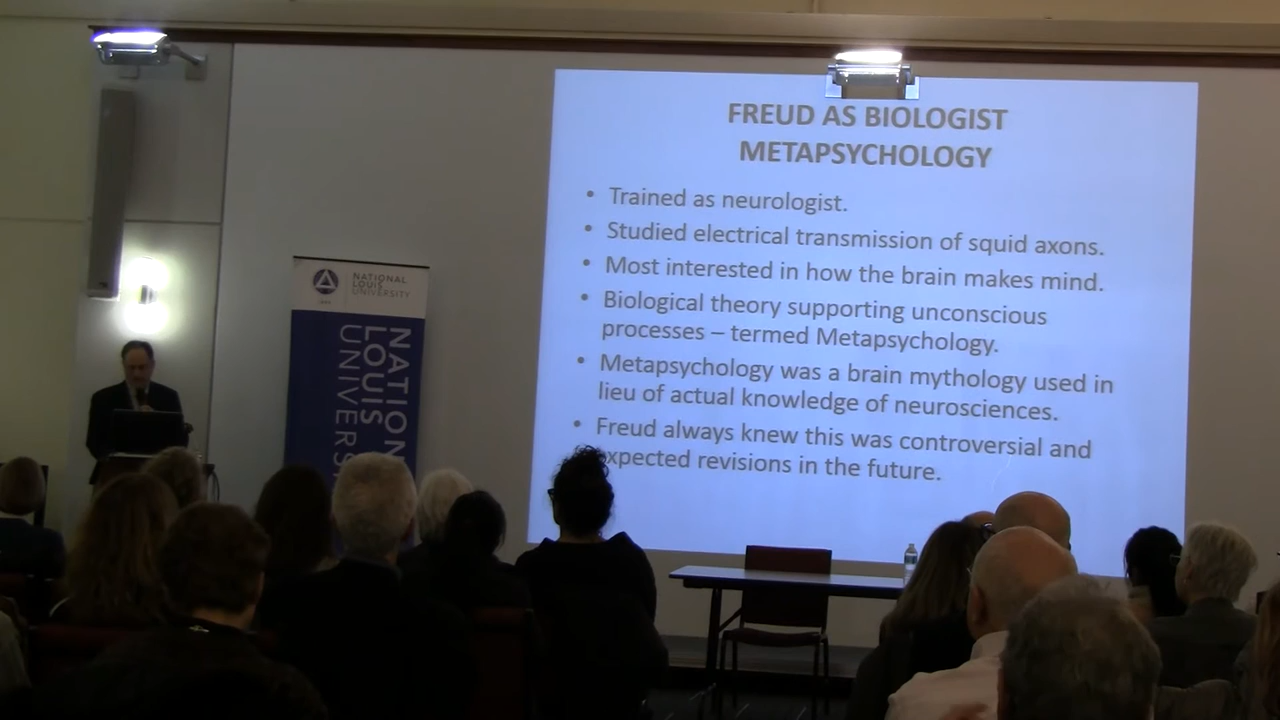 FREUD AS BIOLOGIST
METAPSYCHOLOGY
• Trained as neurologist.
• Studied electrical transmission of squid axons.
• Most interested in how the brain makes mind.
• Biological theory supporting unconscious
processes – termed Metapsychology.
• Metapsychology was a brain mythology used in
lieu of actual knowledge of neurosciences.
• Freud always knew this was controversial and
expected revisions in the future.
NATIONAL
LOUIS
UNIVERSITY
NATION
LOUIS
UNIVERS